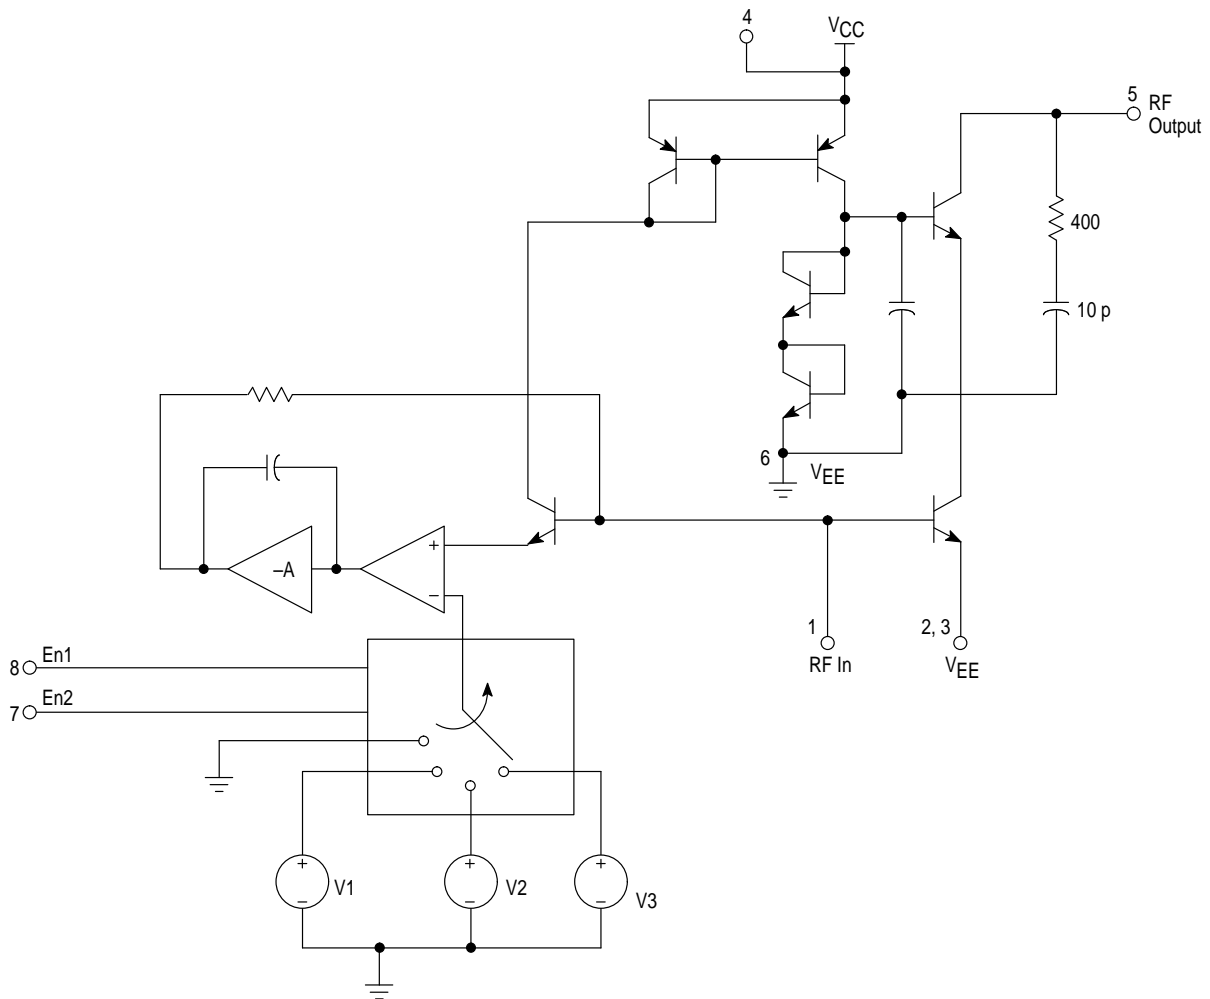 4
VCC
5
RF
Output
400
10 p
6
VEE
+
–A
–
1
RF In
2, 3
VEE
8
En1
7
En2
+
–
V1
+
–
V2
+
–
V3